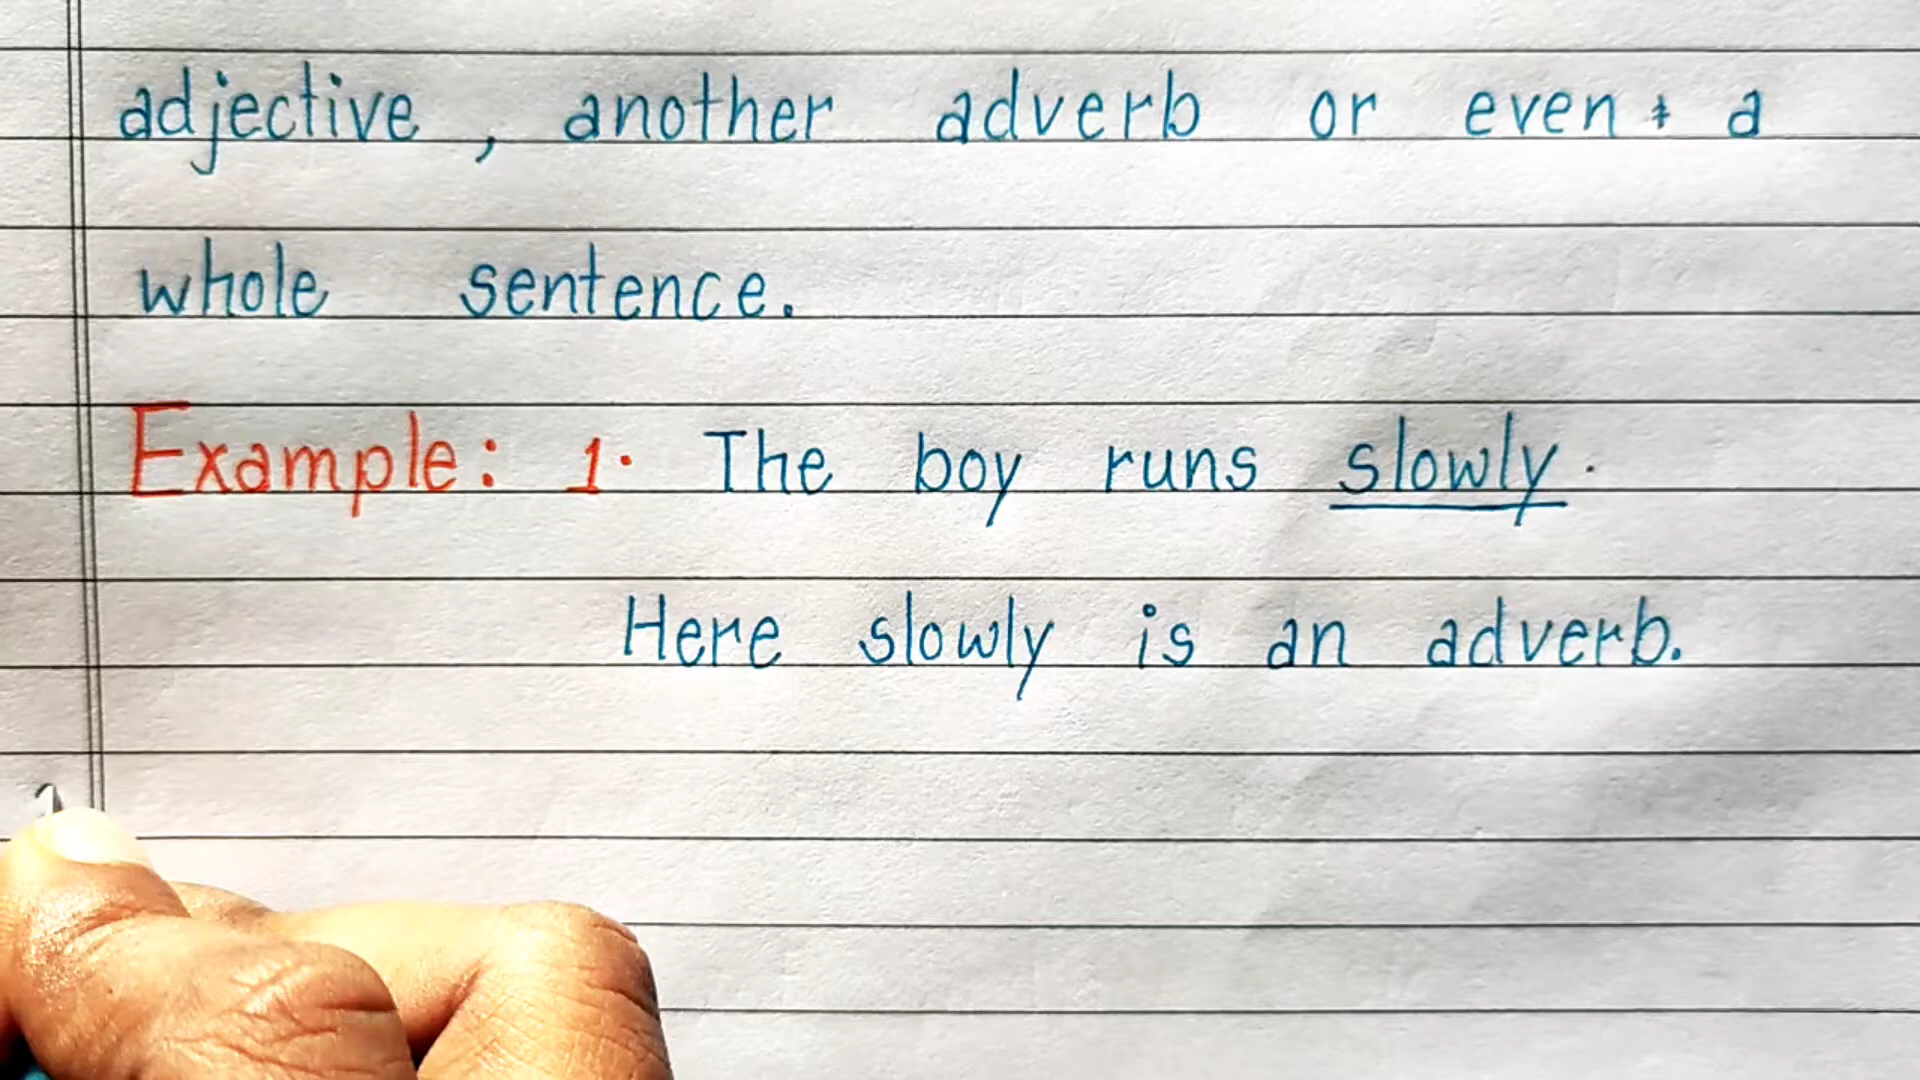 adjective, another adverb or even a
whole sentence.
Example: 1. The boy runs slowly.
Here slowly is an adverb.